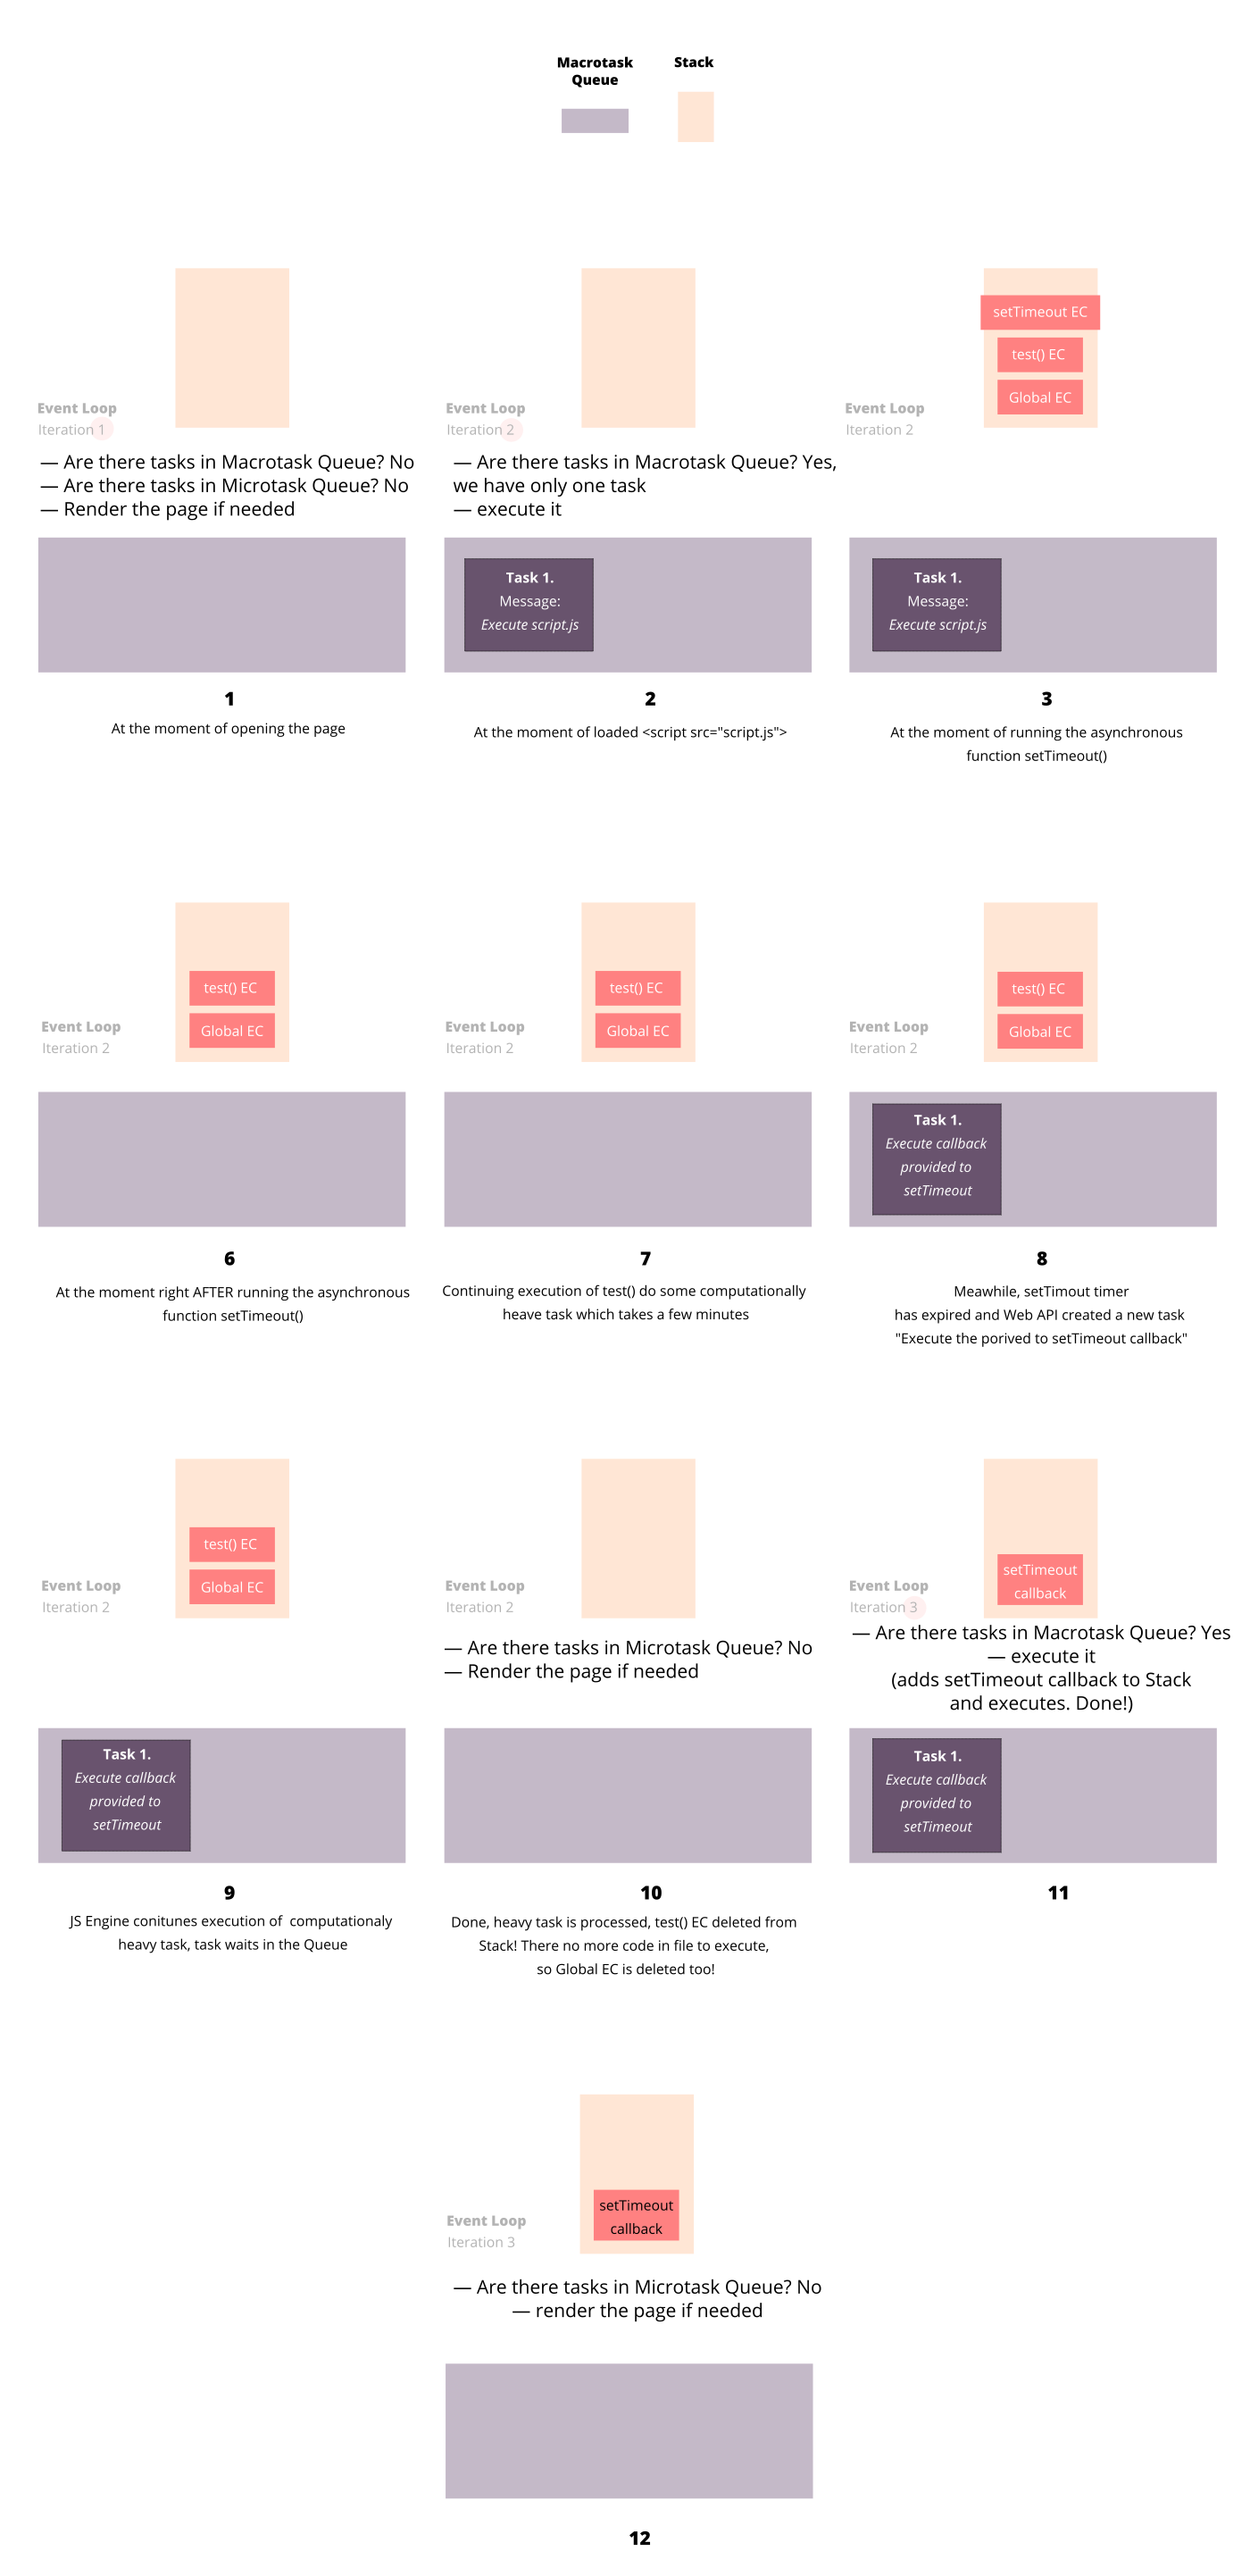 Macrotask
Queue
Stack
Event Loop
Iteration 1
— Are there tasks in Macrotask Queue? No
— Are there tasks in Microtask Queue? No
— Render the page if needed
1
At the moment of opening the page
Event Loop
Iteration 2
— Are there tasks in Macrotask Queue? Yes,
we have only one task
— execute it
Task 1.
Message:
Execute script.js
2
At the moment of loaded <script src="script.js">
setTimeout EC
test() EC
Global EC
Event Loop
Iteration 2
Task 1.
Message:
Execute script.js
3
At the moment of running the asynchronous
function setTimeout()
test() EC
Global EC
Event Loop
Iteration 2
6
At the moment right AFTER running the asynchronous
function setTimeout()
test() EC
Global EC
Event Loop
Iteration 2
7
Continuing execution of test() do some computationally
heave task which takes a few minutes
test() EC
Global EC
Event Loop
Iteration 2
Task 1.
Execute callback
provided to
setTimeout
8
Meawhile, setTimout timer
has expired and Web API created a new task
"Execute the porived to setTimeout callback"
test() EC
Global EC
Event Loop
Iteration 2
Task 1.
Execute callback
provided to
setTimeout
9
JS Engine conitunes execution of computationaly
heavy task, task waits in the Queue
Event Loop
Iteration 2
— Are there tasks in Microtask Queue? No
— Render the page if needed
10
Done, heavy task is processed, test() EC deleted from
Stack! There no more code in file to execute,
so Global EC is deleted too!
setTimeout
callback
Event Loop
Iteration 3
— Are there tasks in Macrotask Queue? Yes
— execute it
(adds setTimeout callback to Stack
and executes. Done!)
Task 1.
Execute callback
provided to
setTimeout
11
setTimeout
callback
Event Loop
Iteration 3
— Are there tasks in Microtask Queue? No
— render the page if needed
12